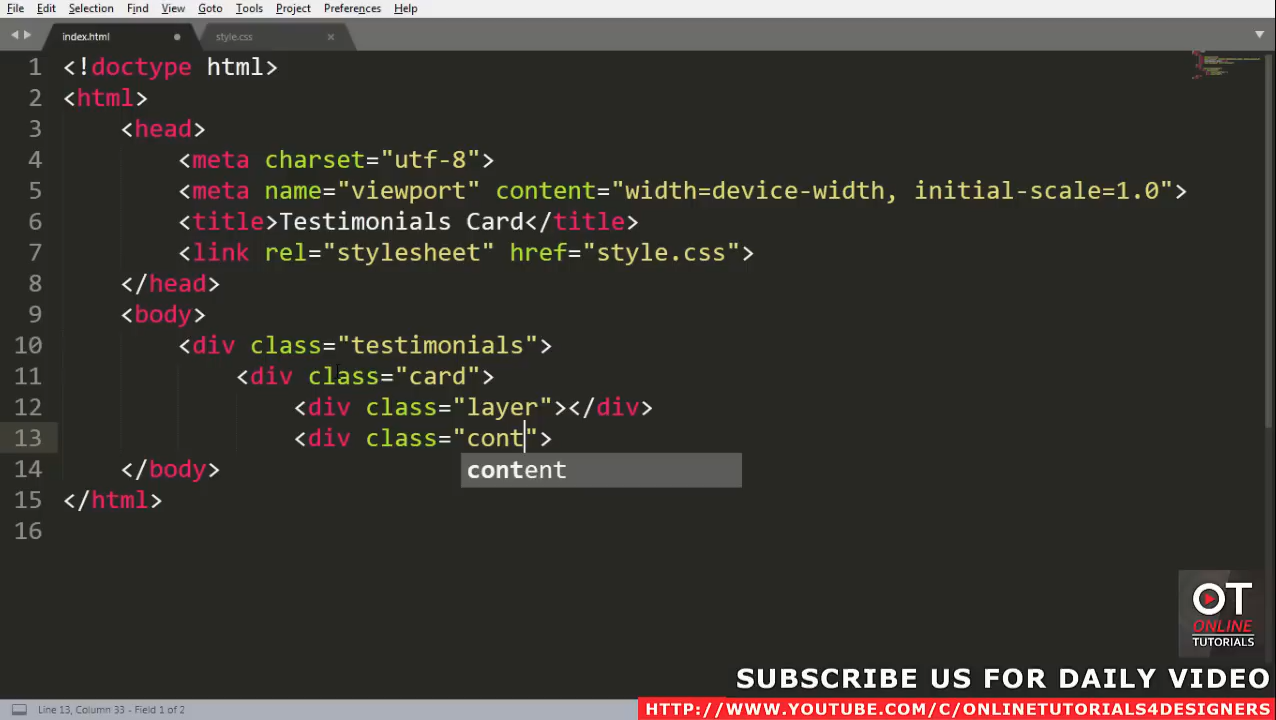 File Edit Selection Find View Goto Tools Project Preferences Help
index.html style.css
1 <!doctype html>
2 <html>
3 <head>
4 <meta charset="utf-8">
5 <meta name="viewport" content="width=device-width, initial-scale=1.0">
6 <title>Testimonials Card</title>
7 <link rel="stylesheet" href="style.css">
8 </head>
9 <body>
10 <div class="testimonials">
11 <div class="card">
12 <div class="layer"></div>
13 <div class="cont">
content
14 </body>
15 </html>
16
OT
ONLINE
TUTORIALS
SUBSCRIBE US FOR DAILY VIDEO
Line 13, Column 33 - Field 1 of 2
HTTP://WWW.YOUTUBE.COM/C/ONLINETUTORIALS4DESIGNERS